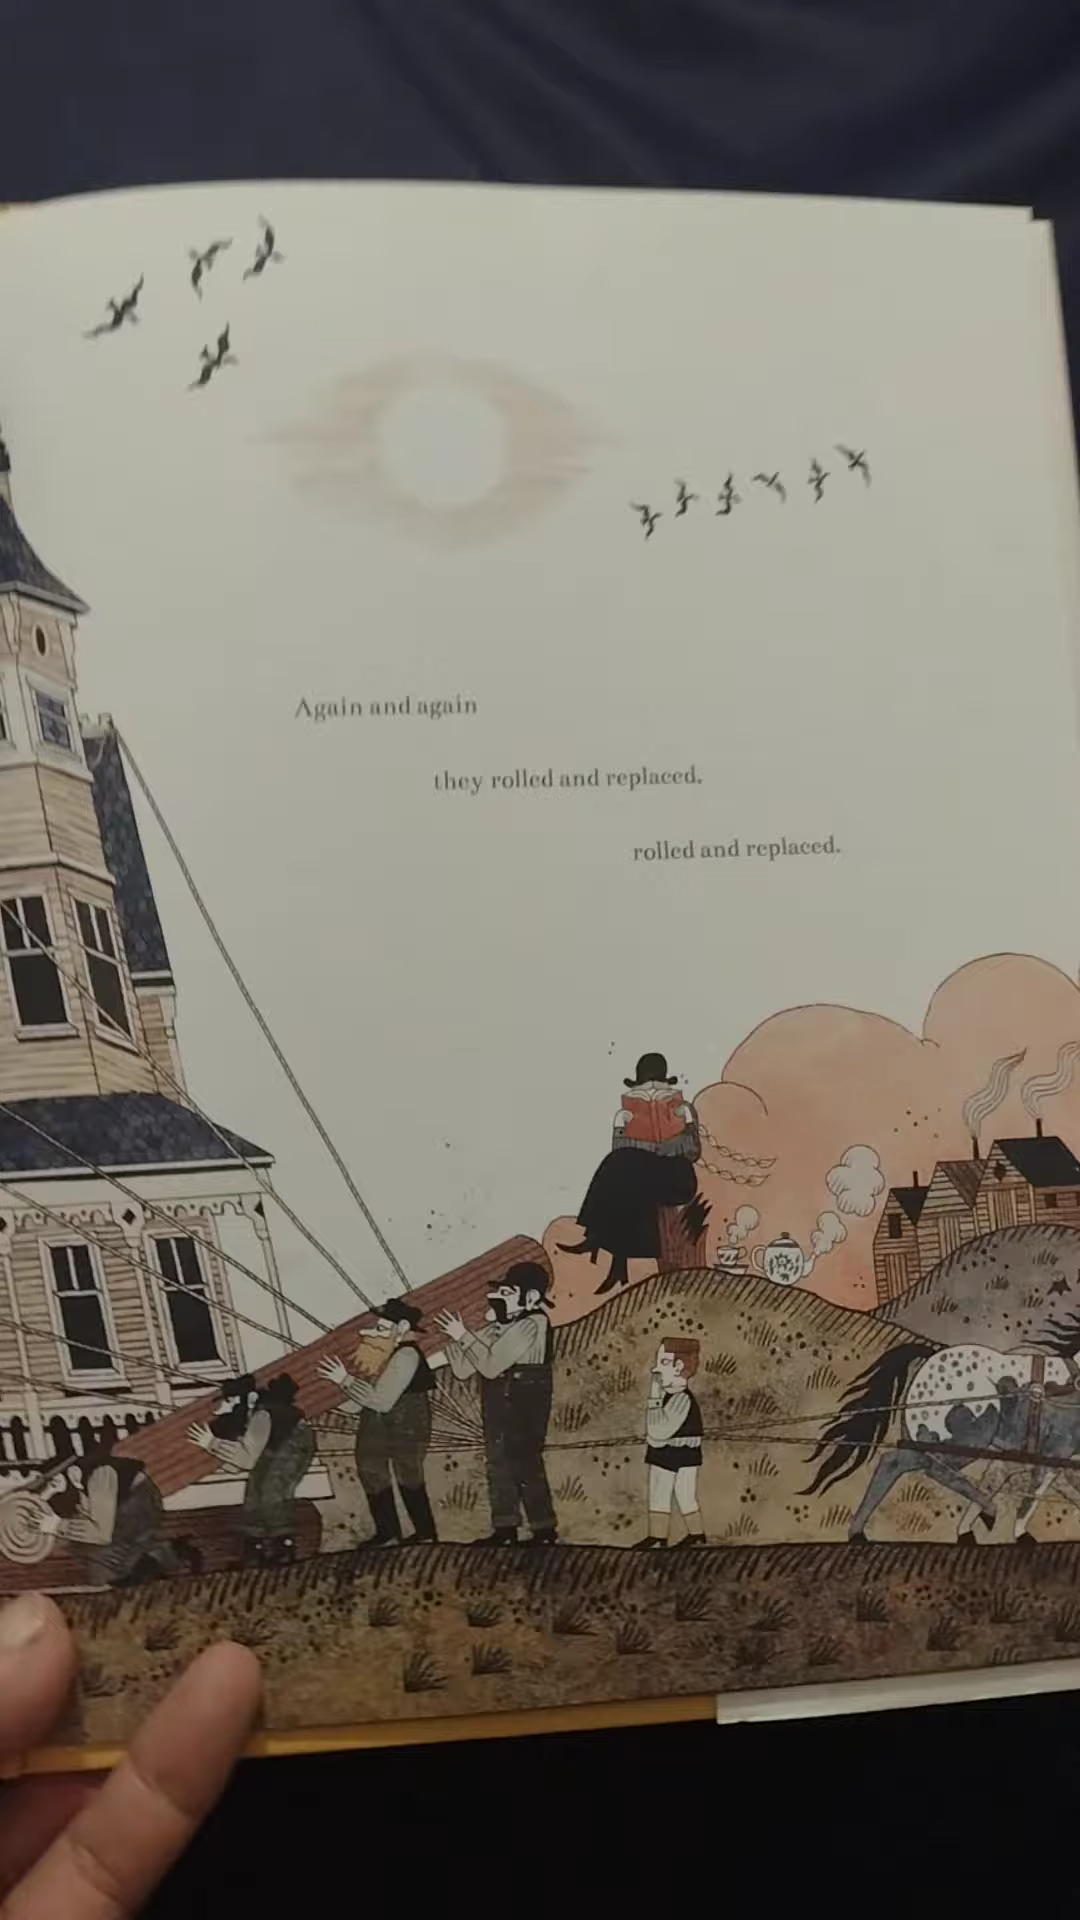 Again and again
they rolled and replaced.
rolled and replaced.